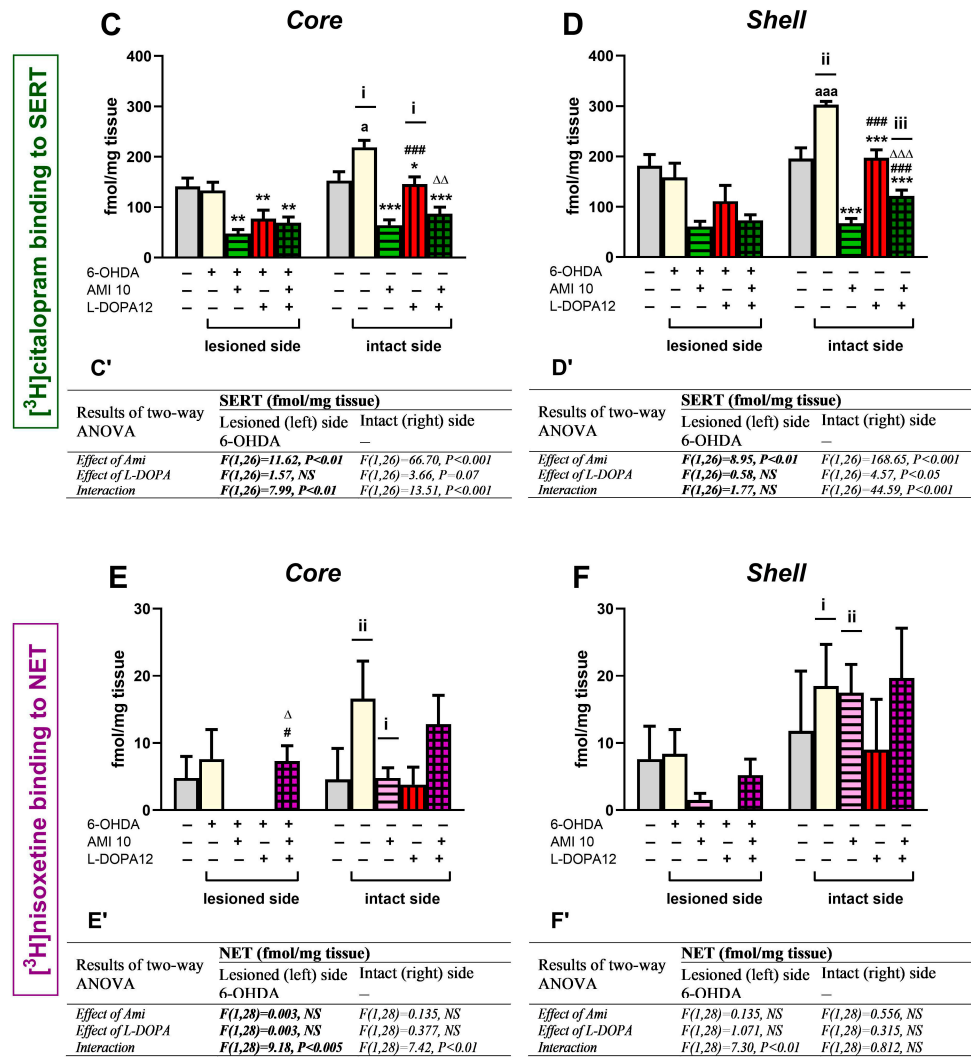 [³H]citalopram binding to SERT
C
Core
fmol/mg tissue
400
300
200
100
0
** ** **
i
a
***
i
###
*
ΔΔ
***
6-OHDA – + + + + – – – – –
AMI 10 – – + – + – – + – +
L-DOPA12 – – – + + – – – + +
lesioned side
intact side
D
Shell
fmol/mg tissue
400
300
200
100
0
ii
aaa
***
###
***
iii
ΔΔΔ
###
***
– + + + + – – – – –
– – + – + – – + – +
– – – + + – – – + +
lesioned side
intact side
C'
SERT (fmol/mg tissue)
Results of two-way ANOVA
Lesioned (left) side 6-OHDA
Intact (right) side –
Effect of Ami F(1,26)=11.62, P<0.01 F(1,26)=66.70, P<0.001
Effect of L-DOPA F(1,26)=1.57, NS F(1,26)=3.66, P=0.07
Interaction F(1,26)=7.99, P<0.01 F(1,26)=13.51, P<0.001
D'
SERT (fmol/mg tissue)
Results of two-way ANOVA
Lesioned (left) side 6-OHDA
Intact (right) side –
Effect of Ami F(1,26)=8.95, P<0.01 F(1,26)=168.65, P<0.001
Effect of L-DOPA F(1,26)=0.58, NS F(1,26)=4.57, P<0.05
Interaction F(1,26)=1.77, NS F(1,26)=44.59, P<0.001
[³H]nisoxetine binding to NET
E
Core
fmol/mg tissue
30
20
10
0
Δ
#
ii
i
6-OHDA – + + + + – – – – –
AMI 10 – – + – + – – + – +
L-DOPA12 – – – + + – – – + +
lesioned side
intact side
F
Shell
fmol/mg tissue
30
20
10
0
i
ii
6-OHDA – + + + + – – – – –
AMI 10 – – + – + – – + – +
L-DOPA12 – – – + + – – – + +
lesioned side
intact side
E'
NET (fmol/mg tissue)
Results of two-way ANOVA
Lesioned (left) side 6-OHDA
Intact (right) side –
Effect of Ami F(1,28)=0.003, NS F(1,28)=0.135, NS
Effect of L-DOPA F(1,28)=0.003, NS F(1,28)=0.377, NS
Interaction F(1,28)=9.18, P<0.005 F(1,28)=7.42, P<0.01
F'
NET (fmol/mg tissue)
Results of two-way ANOVA
Lesioned (left) side 6-OHDA
Intact (right) side –
Effect of Ami F(1,28)=0.135, NS F(1,28)=0.556, NS
Effect of L-DOPA F(1,28)=1.071, NS F(1,28)=0.315, NS
Interaction F(1,28)=7.30, P<0.01 F(1,28)=0.812, NS